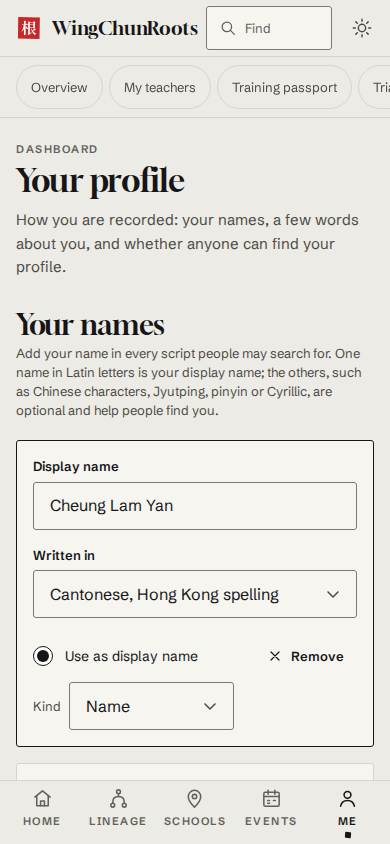 根 WingChunRoots Find
Overview My teachers Training passport Tria
DASHBOARD
Your profile
How you are recorded: your names, a few words
about you, and whether anyone can find your
profile.
Your names
Add your name in every script people may search for. One
name in Latin letters is your display name; the others, such
as Chinese characters, Jyutping, pinyin or Cyrillic, are
optional and help people find you.
Display name
Cheung Lam Yan
Written in
Cantonese, Hong Kong spelling
Use as display name Remove
Kind Name
HOME LINEAGE SCHOOLS EVENTS ME